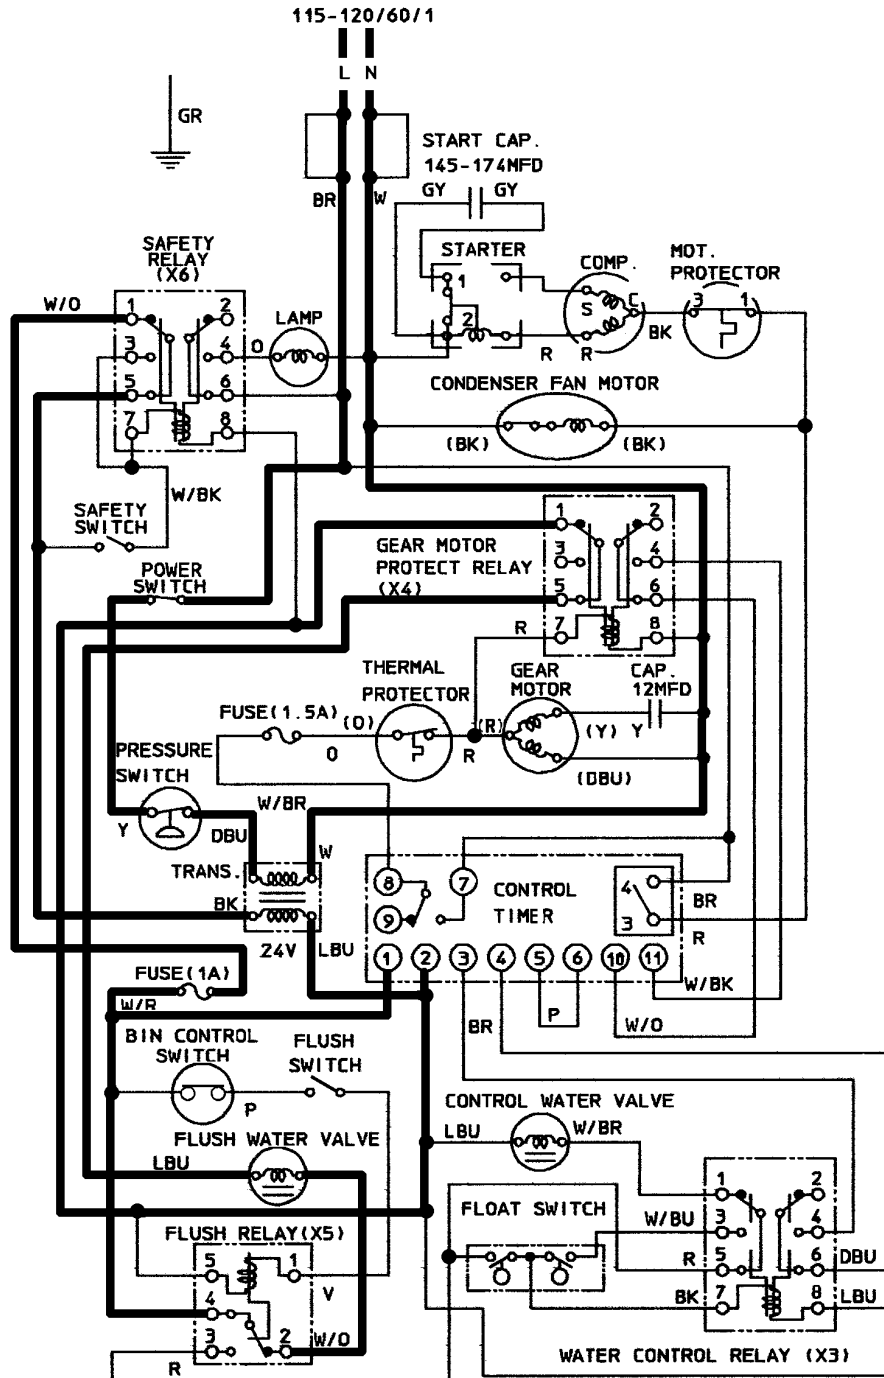 115-120/60/1
L N
GR
START CAP.
145-174MFD
GY GY
BR W
SAFETY
RELAY
(X6)
STARTER
COMP.
MOT.
PROTECTOR
W/O
1 2
LAMP
1
S C
3 1
3 4
O
2
R R
BK
5 6
CONDENSER FAN MOTOR
7 8
(BK) (BK)
W/BK
SAFETY
SWITCH
1 2
GEAR MOTOR
PROTECT RELAY
(X4)
3 4
POWER
SWITCH
5 6
R 7 8
THERMAL
PROTECTOR
GEAR
MOTOR
CAP.
12MFD
FUSE(1.5A)
(O)
O
R
(R)
(Y) Y
(DBU)
PRESSURE
SWITCH
Y
DBU
W/BR
W
TRANS.
BK
24V
LBU
8 7
CONTROL
TIMER
4
BR
9
3
R
1 2 3 4 5 6 10 11
W/BK
FUSE(1A)
W/R
BR
P
W/O
BIN CONTROL
SWITCH
FLUSH
SWITCH
P
CONTROL WATER VALVE
LBU W/BR
FLUSH WATER VALVE
LBU
1 2
FLOAT SWITCH
W/BU
3 4
FLUSH RELAY(X5)
R
5 6
DBU
5 1
V
BK
7 8
LBU
4
3 2
W/O
R
WATER CONTROL RELAY (X3)